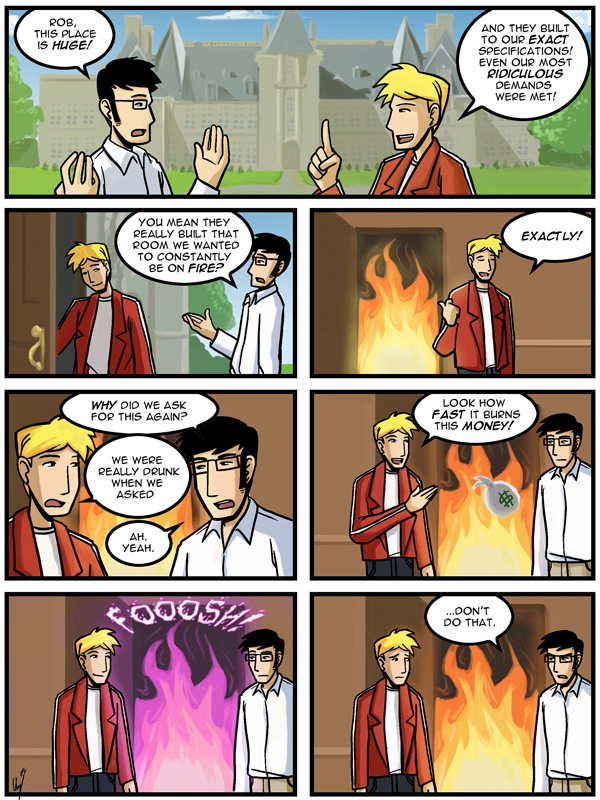 ROB,
THIS PLACE
IS HUGE!
AND THEY BUILT
TO OUR EXACT
SPECIFICATIONS!
EVEN OUR MOST
RIDICULOUS
DEMANDS
WERE MET!
YOU MEAN THEY
REALLY BUILT THAT
ROOM WE WANTED
TO CONSTANTLY
BE ON FIRE?
EXACTLY!
WHY DID WE ASK
FOR THIS AGAIN?
WE WERE
REALLY DRUNK
WHEN WE
ASKED
AH.
YEAH.
LOOK HOW
FAST IT BURNS
THIS MONEY!
$
FOOOSH!
...DON'T
DO THAT.